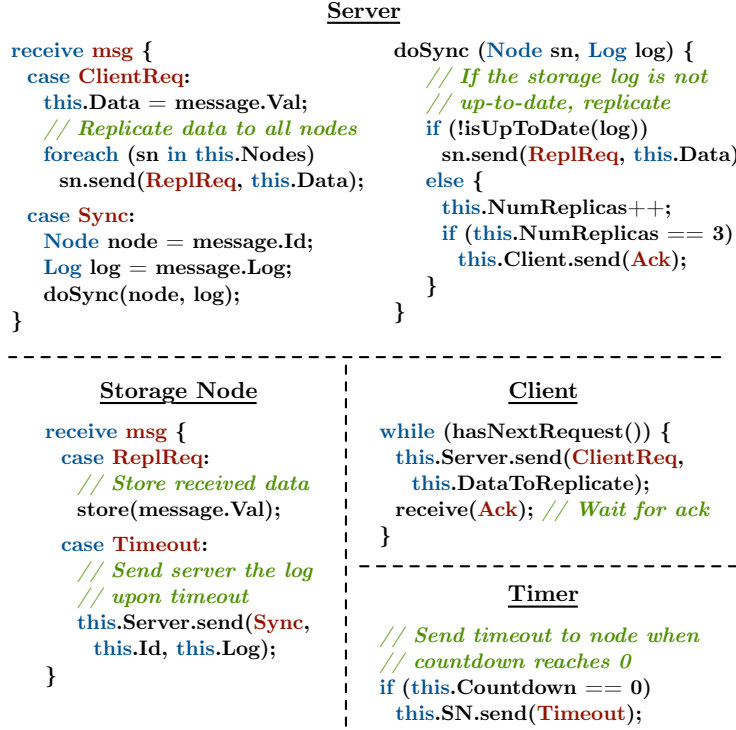 Server
receive msg {
case ClientReq:
this.Data = message.Val;
// Replicate data to all nodes
foreach (sn in this.Nodes)
sn.send(ReplReq, this.Data);
case Sync:
Node node = message.Id;
Log log = message.Log;
doSync(node, log);
}
doSync (Node sn, Log log) {
// If the storage log is not
// up-to-date, replicate
if (!isUpToDate(log))
sn.send(ReplReq, this.Data)
else {
this.NumReplicas++;
if (this.NumReplicas == 3)
this.Client.send(Ack);
}
}
Storage Node
receive msg {
case ReplReq:
// Store received data
store(message.Val);
case Timeout:
// Send server the log
// upon timeout
this.Server.send(Sync,
this.Id, this.Log);
}
Client
while (hasNextRequest()) {
this.Server.send(ClientReq,
this.DataToReplicate);
receive(Ack); // Wait for ack
}
Timer
// Send timeout to node when
// countdown reaches 0
if (this.Countdown == 0)
this.SN.send(Timeout);